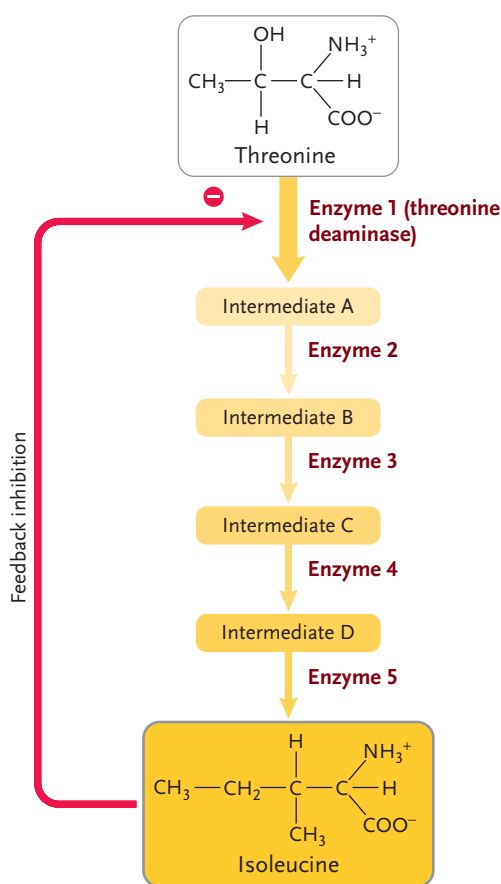 OH
NH₃⁺
CH₃—C—C—H
H
COO⁻
Threonine
Enzyme 1 (threonine
deaminase)
Intermediate A
Enzyme 2
Intermediate B
Enzyme 3
Intermediate C
Enzyme 4
Intermediate D
Enzyme 5
Feedback inhibition
H
NH₃⁺
CH₃—CH₂—C—C—H
CH₃
COO⁻
Isoleucine